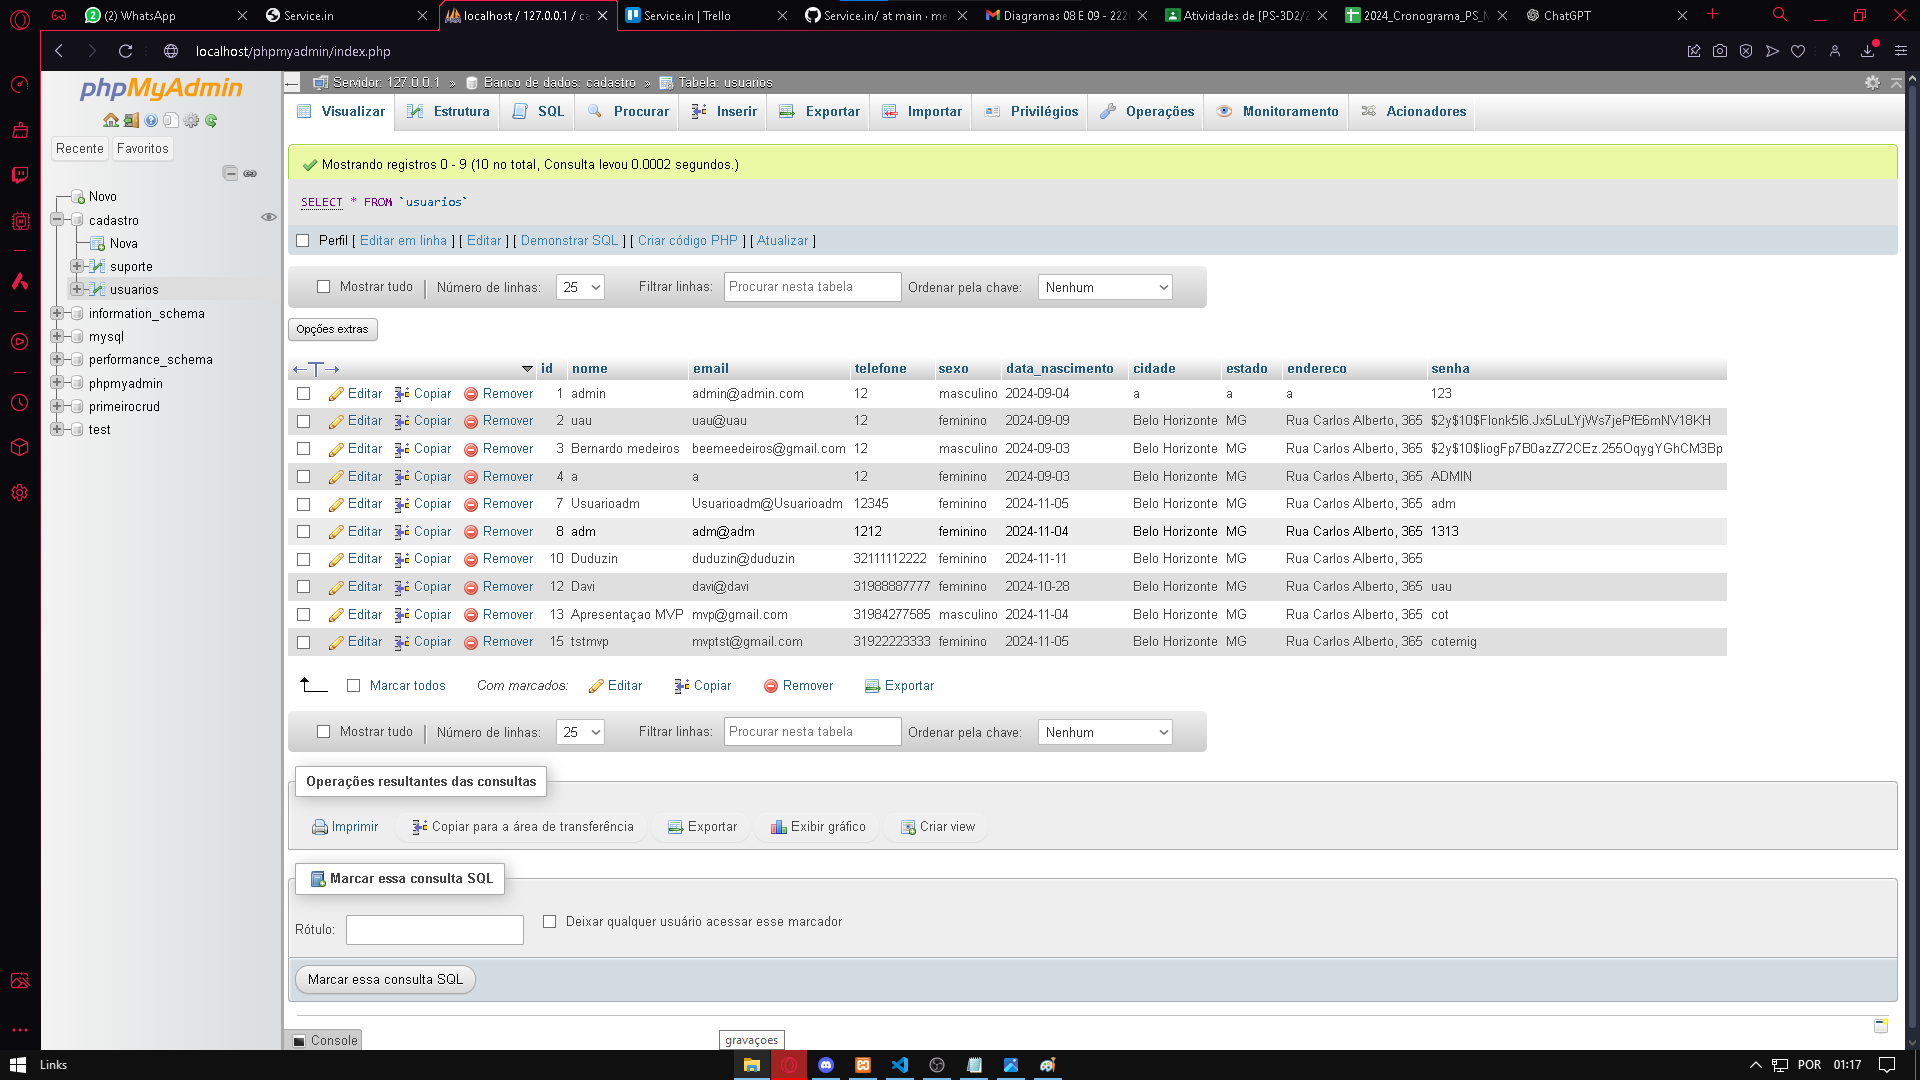 (2) WhatsApp
Service.in
localhost / 127.0.0.1 / ca
Service.in | Trello
Service.in/ at main · me
Diagramas 08 E 09 - 222
Atividades de [PS-3D2/2
2024_Cronograma_PS_N
ChatGPT
localhost/phpmyadmin/index.php
phpMyAdmin
Recente Favoritos
Novo
cadastro
Nova
suporte
usuarios
information_schema
mysql
performance_schema
phpmyadmin
primeirocrud
test
Servidor: 127.0.0.1 » Banco de dados: cadastro » Tabela: usuarios
Visualizar Estrutura SQL Procurar Inserir Exportar Importar Privilégios Operações Monitoramento Acionadores
Mostrando registros 0 - 9 (10 no total, Consulta levou 0.0002 segundos.)
SELECT * FROM `usuarios`
Perfil [ Editar em linha ] [ Editar ] [ Demonstrar SQL ] [ Criar código PHP ] [ Atualizar ]
Mostrar tudo | Número de linhas: 25 Filtrar linhas: Procurar nesta tabela Ordenar pela chave: Nenhum
Opções extras
id nome email telefone sexo data_nascimento cidade estado endereco senha
Editar Copiar Remover 1 admin admin@admin.com 12 masculino 2024-09-04 a a a 123
Editar Copiar Remover 2 uau uau@uau 12 feminino 2024-09-09 Belo Horizonte MG Rua Carlos Alberto, 365 $2y$10$FIonk5I6.Jx5LuLYjWs7jePfE6mNV18KH
Editar Copiar Remover 3 Bernardo medeiros beemeedeiros@gmail.com 12 masculino 2024-09-03 Belo Horizonte MG Rua Carlos Alberto, 365 $2y$10$IiogFp7B0azZ72CEz.255OqygYGhCM3Bp
Editar Copiar Remover 4 a a 12 feminino 2024-09-03 Belo Horizonte MG Rua Carlos Alberto, 365 ADMIN
Editar Copiar Remover 7 Usuarioadm Usuarioadm@Usuarioadm 12345 feminino 2024-11-05 Belo Horizonte MG Rua Carlos Alberto, 365 adm
Editar Copiar Remover 8 adm adm@adm 1212 feminino 2024-11-04 Belo Horizonte MG Rua Carlos Alberto, 365 1313
Editar Copiar Remover 10 Duduzin duduzin@duduzin 32111112222 feminino 2024-11-11 Belo Horizonte MG Rua Carlos Alberto, 365
Editar Copiar Remover 12 Davi davi@davi 31988887777 feminino 2024-10-28 Belo Horizonte MG Rua Carlos Alberto, 365 uau
Editar Copiar Remover 13 Apresentaçao MVP mvp@gmail.com 31984277585 masculino 2024-11-04 Belo Horizonte MG Rua Carlos Alberto, 365 cot
Editar Copiar Remover 15 tstmvp mvptst@gmail.com 31922223333 feminino 2024-11-05 Belo Horizonte MG Rua Carlos Alberto, 365 cotemig
Marcar todos Com marcados: Editar Copiar Remover Exportar
Mostrar tudo | Número de linhas: 25 Filtrar linhas: Procurar nesta tabela Ordenar pela chave: Nenhum
Operações resultantes das consultas
Imprimir Copiar para a área de transferência Exportar Exibir gráfico Criar view
Marcar essa consulta SQL
Rótulo: Deixar qualquer usuário acessar esse marcador
Marcar essa consulta SQL
Console
gravaçoes
Links
POR 01:17